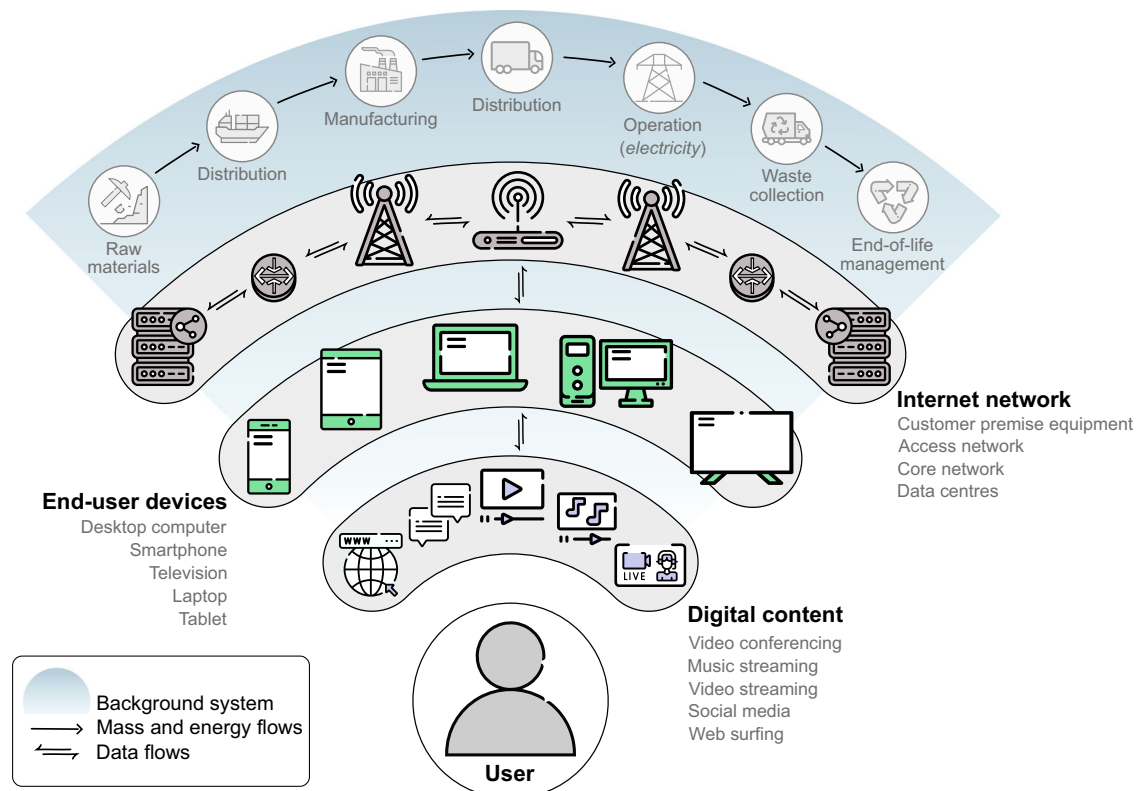 Raw
materials
Distribution
Manufacturing
Distribution
Operation
(electricity)
Waste
collection
End-of-life
management
Internet network
Customer premise equipment
Access network
Core network
Data centres
End-user devices
Desktop computer
Smartphone
Television
Laptop
Tablet
WWW
LIVE
Digital content
Video conferencing
Music streaming
Video streaming
Social media
Web surfing
User
Background system
Mass and energy flows
Data flows